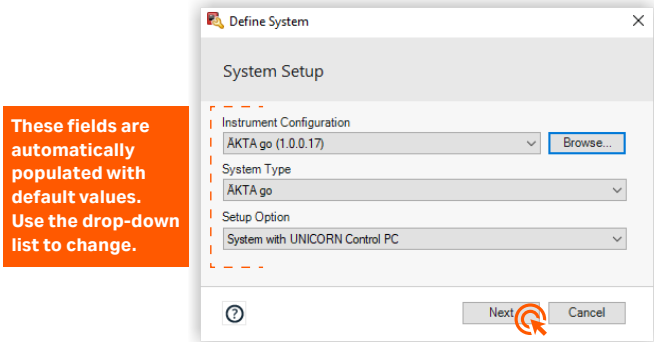 Define System
System Setup
These fields are
automatically
populated with
default values.
Use the drop-down
list to change.
Instrument Configuration
ÄKTA go (1.0.0.17)
Browse...
System Type
ÄKTA go
Setup Option
System with UNICORN Control PC
?
Next
Cancel